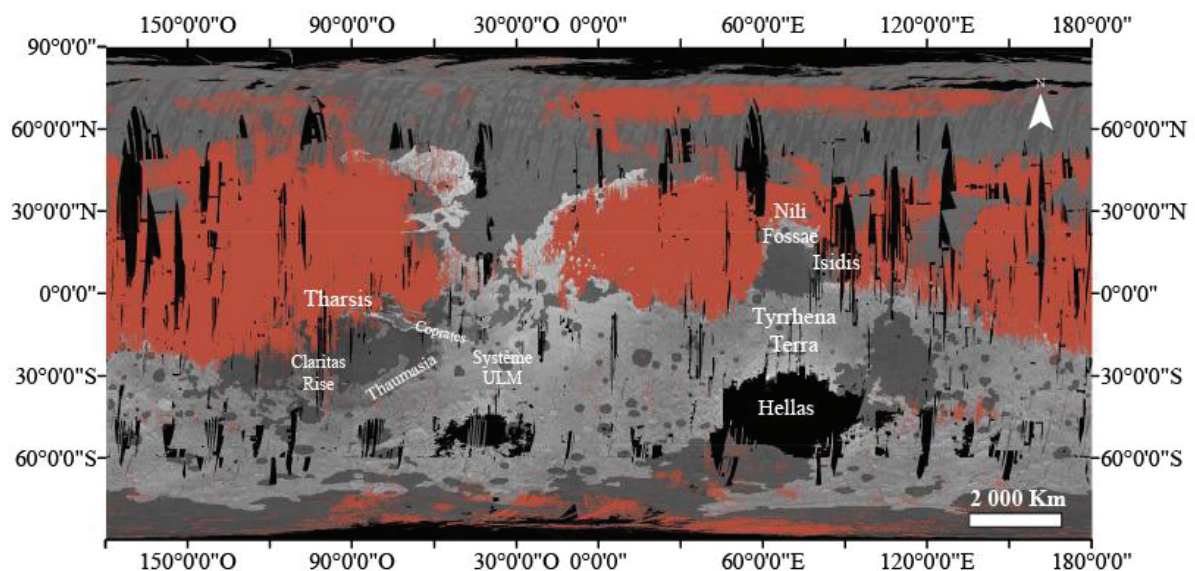 150°0'0"O 90°0'0"O 30°0'0"O 0°0'0" 60°0'0"E 120°0'0"E 180°0'0"
90°0'0"
N
60°0'0"N 60°0'0"N
30°0'0"N 30°0'0"N
Nili
Fossae
Isidis
0°0'0" 0°0'0"
Tharsis
Coprates
Tyrrhena
Terra
Claritas
Rise
Thaumasia
Système
ULM
30°0'0"S 30°0'0"S
Hellas
60°0'0"S 60°0'0"S
2 000 Km
150°0'0"O 90°0'0"O 30°0'0"O 0°0'0" 60°0'0"E 120°0'0"E 180°0'0"